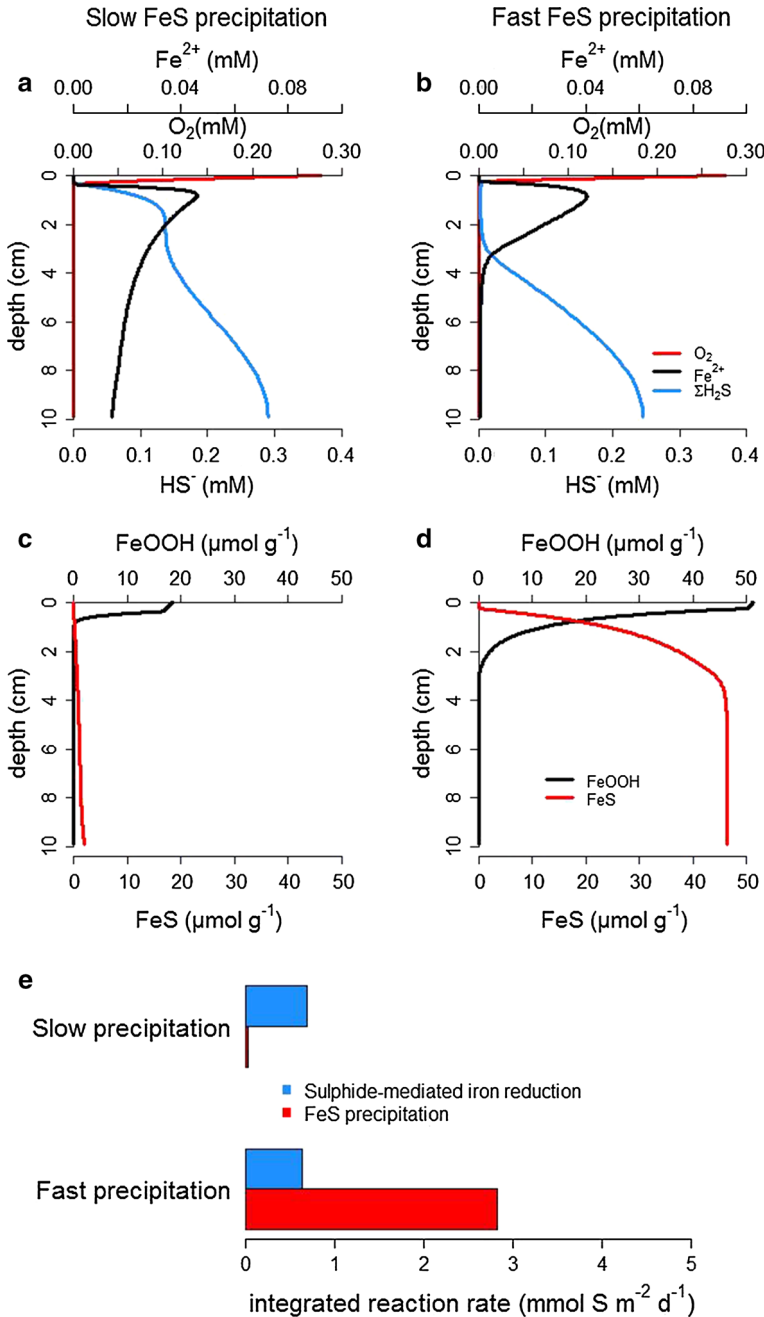 Slow FeS precipitation
Fast FeS precipitation
a
Fe²⁺ (mM)
0.00 0.04 0.08
O₂(mM)
0.00 0.10 0.20 0.30
0 2 4 6 8 10
depth (cm)
0.0 0.1 0.2 0.3 0.4
HS⁻ (mM)
b
Fe²⁺ (mM)
0.00 0.04 0.08
O₂(mM)
0.00 0.10 0.20 0.30
0 2 4 6 8 10
depth (cm)
O₂
Fe²⁺
ΣH₂S
0.0 0.1 0.2 0.3 0.4
HS⁻ (mM)
c
FeOOH (μmol g⁻¹)
0 10 20 30 40 50
0 2 4 6 8 10
depth (cm)
0 10 20 30 40 50
FeS (μmol g⁻¹)
d
FeOOH (μmol g⁻¹)
0 10 20 30 40 50
0 2 4 6 8 10
depth (cm)
FeOOH
FeS
0 10 20 30 40 50
FeS (μmol g⁻¹)
e
Slow precipitation
Sulphide-mediated iron reduction
FeS precipitation
Fast precipitation
0 1 2 3 4 5
integrated reaction rate (mmol S m⁻² d⁻¹)